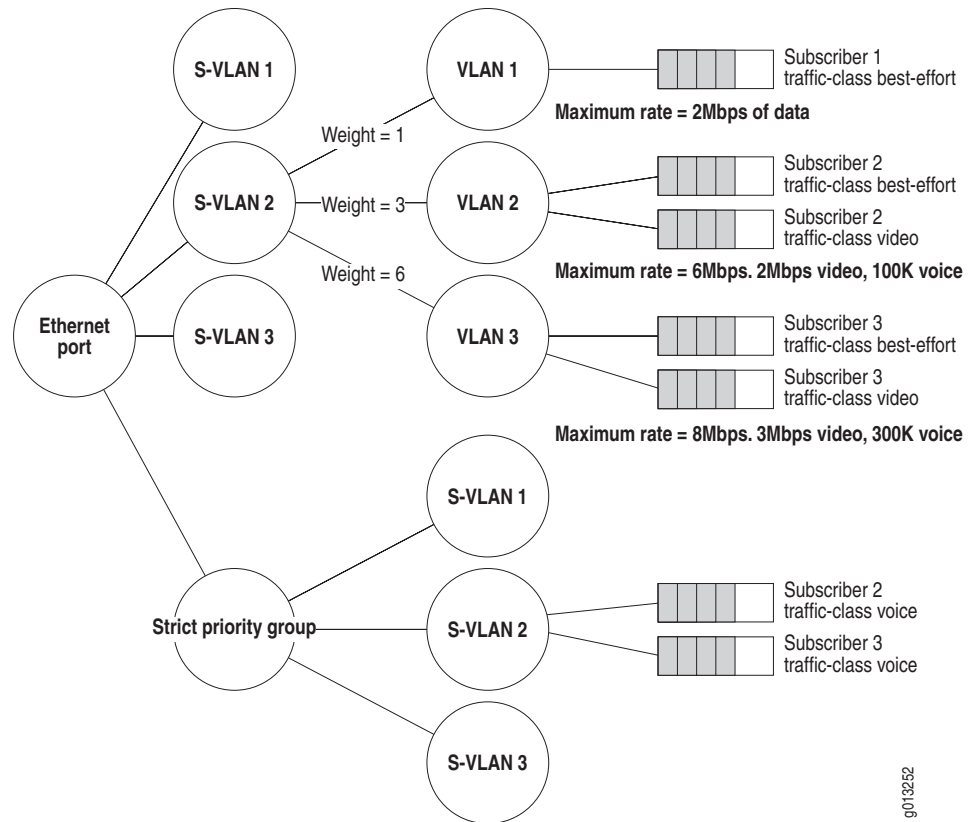 S-VLAN 1
VLAN 1
Subscriber 1
traffic-class best-effort
Maximum rate = 2Mbps of data
Weight = 1
S-VLAN 2
Weight = 3
VLAN 2
Subscriber 2
traffic-class best-effort
Subscriber 2
traffic-class video
Maximum rate = 6Mbps. 2Mbps video, 100K voice
Weight = 6
Ethernet
port
S-VLAN 3
VLAN 3
Subscriber 3
traffic-class best-effort
Subscriber 3
traffic-class video
Maximum rate = 8Mbps. 3Mbps video, 300K voice
S-VLAN 1
Strict priority group
S-VLAN 2
Subscriber 2
traffic-class voice
Subscriber 3
traffic-class voice
S-VLAN 3
g013252